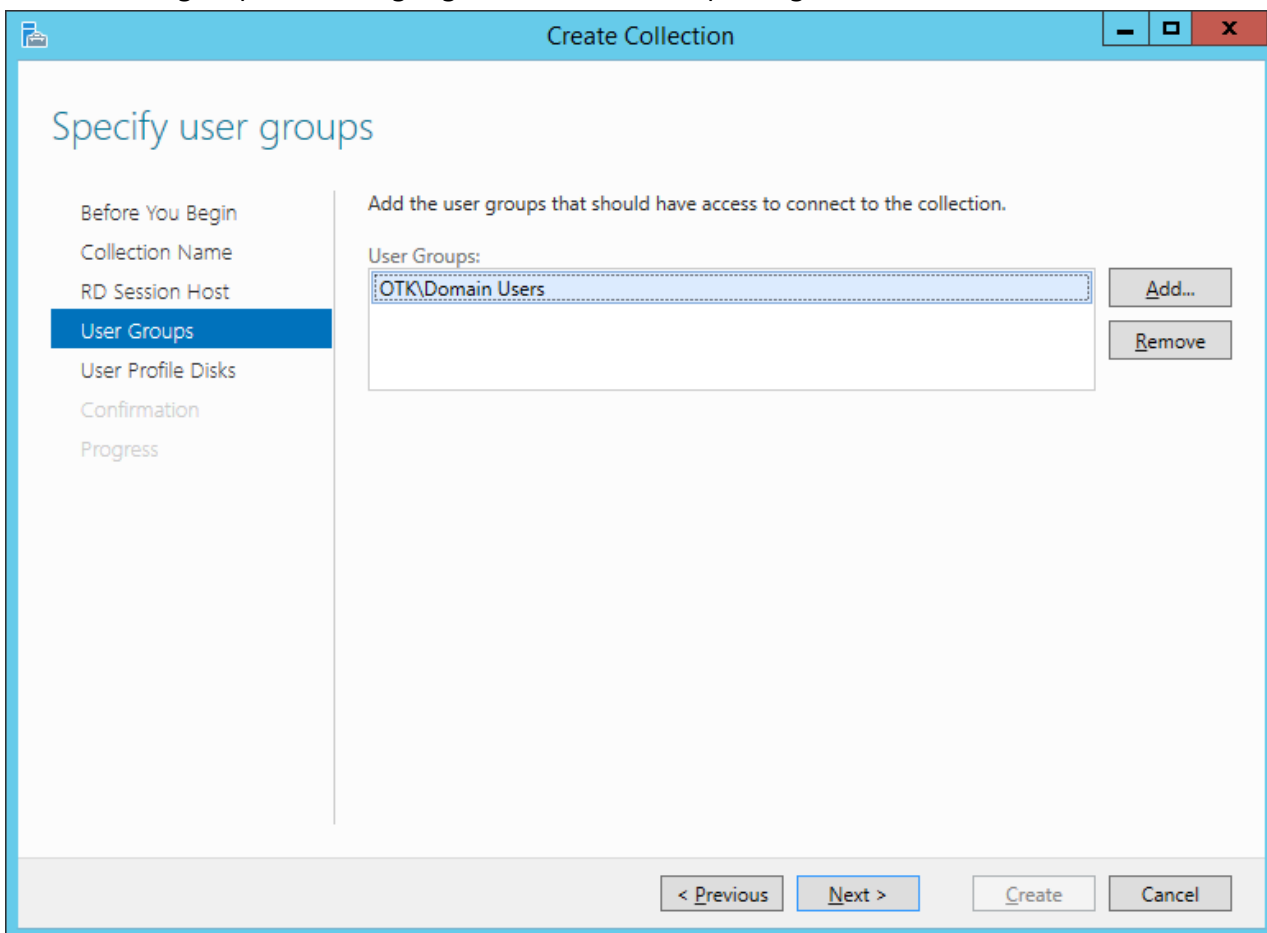 Create Collection
Specify user groups
Before You Begin
Collection Name
RD Session Host
User Groups
User Profile Disks
Confirmation
Progress
Add the user groups that should have access to connect to the collection.
User Groups:
OTK\Domain Users
Add...
Remove
< Previous
Next >
Create
Cancel